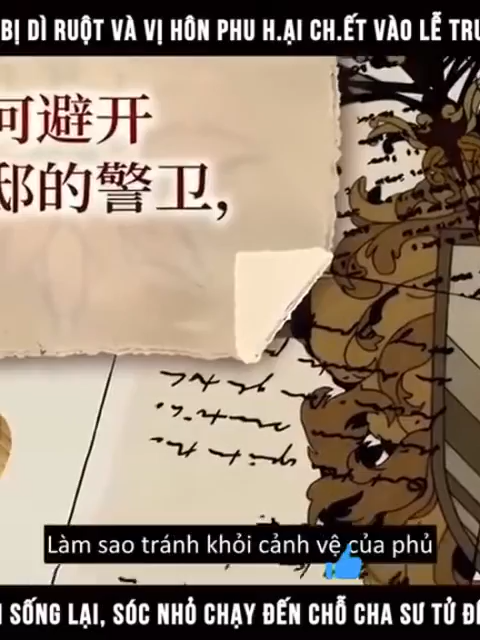 BỊ DÌ RUỘT VÀ VỊ HÔN PHU H.ẠI CH.ẾT VÀO LỄ TRƯ
何避开
邸的警卫,
Làm sao tránh khỏi cảnh vệ của phủ
SỐNG LẠI, SÓC NHỎ CHẠY ĐẾN CHỖ CHA SƯ TỬ ĐỂ